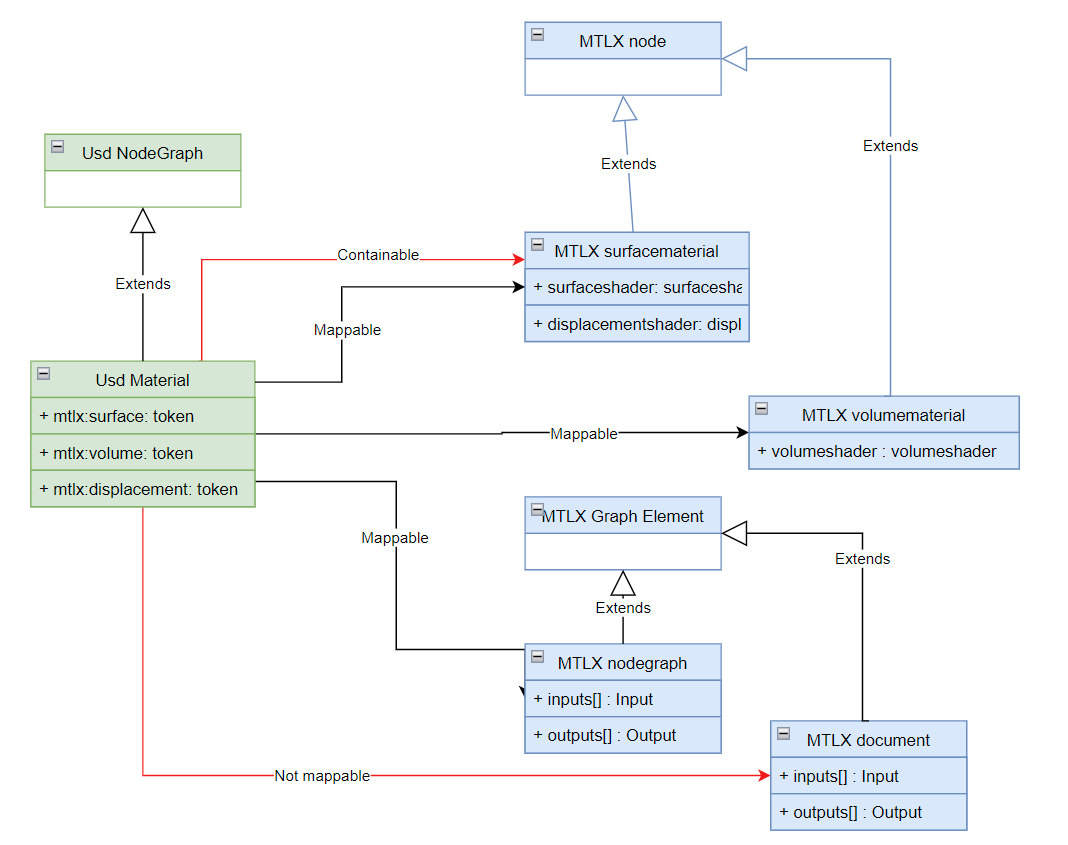 MTLX node
Extends
Extends
Usd NodeGraph
Extends
Containable
Mappable
MTLX surfacematerial
+ surfaceshader: surfacesha
+ displacementshader: displ
Usd Material
+ mtlx:surface: token
+ mtlx:volume: token
+ mtlx:displacement: token
Mappable
MTLX volumematerial
+ volumeshader : volumeshader
Mappable
MTLX Graph Element
Extends
Extends
MTLX nodegraph
+ inputs[] : Input
+ outputs[] : Output
Not mappable
MTLX document
+ inputs[] : Input
+ outputs[] : Output